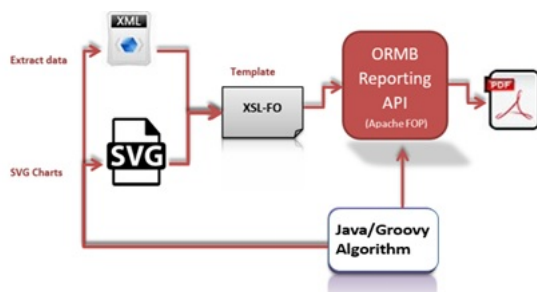 XML
Extract data
Template
XSL-FO
ORMB
Reporting
API
(Apache FOP)
PDF
SVG
SVG Charts
Java/Groovy
Algorithm